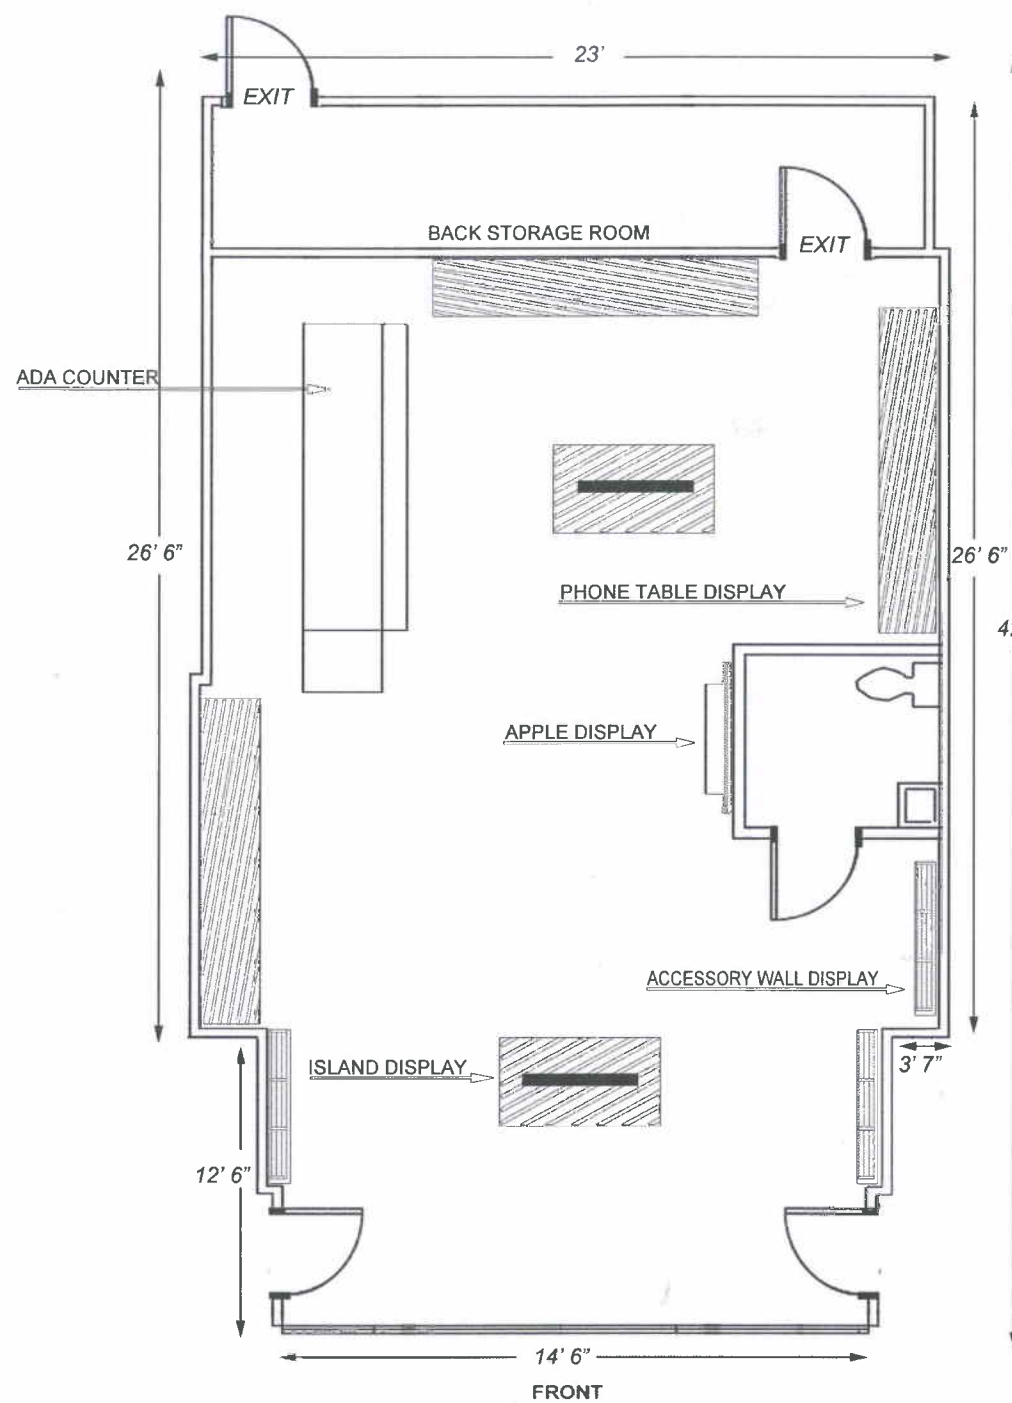 23'
EXIT
BACK STORAGE ROOM
EXIT
ADA COUNTER
26' 6"
26' 6"
PHONE TABLE DISPLAY
APPLE DISPLAY
ACCESSORY WALL DISPLAY
ISLAND DISPLAY
3' 7"
12' 6"
14' 6"
FRONT